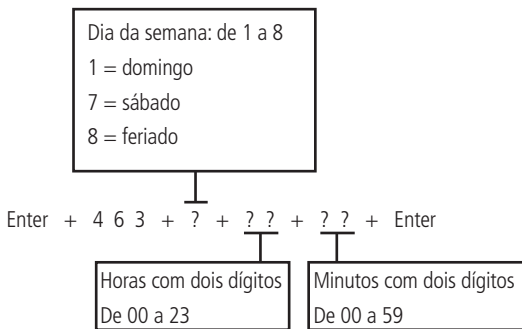 Dia da semana: de 1 a 8
1 = domingo
7 = sábado
8 = feriado
Enter + 4 6 3 + ? + ? ? + ? ? + Enter
Horas com dois dígitos
De 00 a 23
Minutos com dois dígitos
De 00 a 59